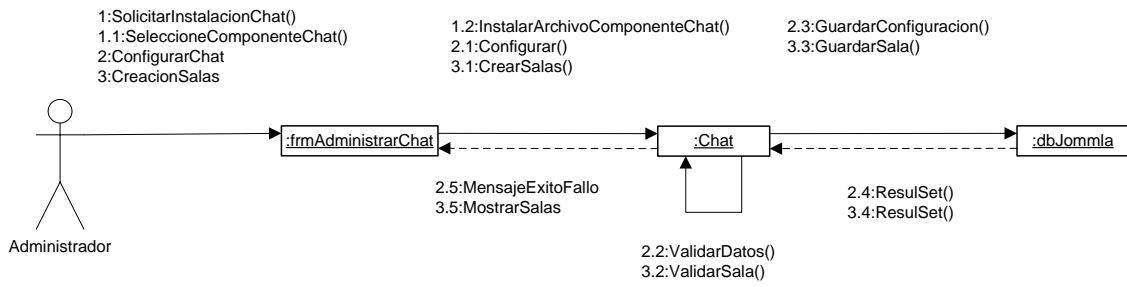 1:SolicitarInstalacionChat()
1.1:SeleccioneComponenteChat()
2:ConfigurarChat
3:CreacionSalas
1.2:InstalarArchivoComponenteChat()
2.1:Configurar()
3.1:CrearSalas()
2.3:GuardarConfiguracion()
3.3:GuardarSala()
:frmAdministrarChat
:Chat
:dbJommla
2.5:MensajeExitoFallo
3.5:MostrarSalas
2.4:ResulSet()
3.4:ResulSet()
Administrador
2.2:ValidarDatos()
3.2:ValidarSala()